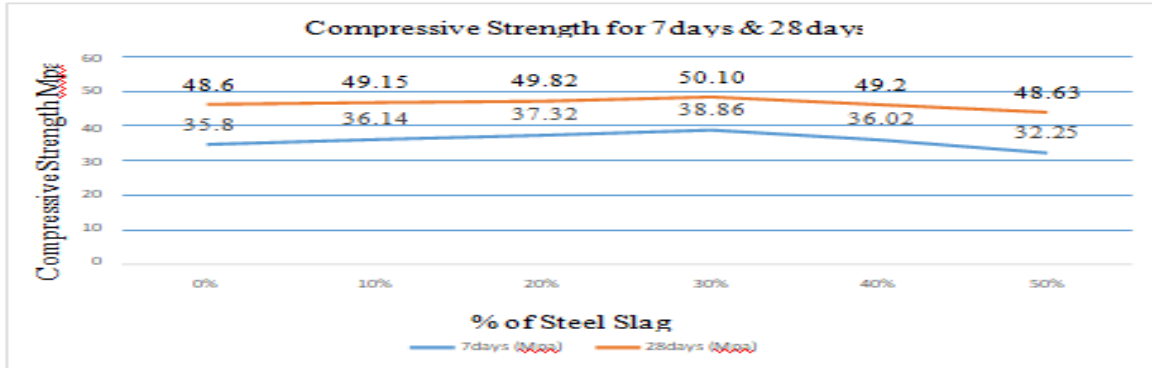 Compressive Strength for 7days & 28days
Compressive Strength Mpa
60
50
40
30
20
10
0
48.6 49.15 49.82 50.10 49.2 48.63
35.8 36.14 37.32 38.86 36.02 32.25
0% 10% 20% 30% 40% 50%
% of Steel Slag
7days (Mpa) 28days (Mpa)